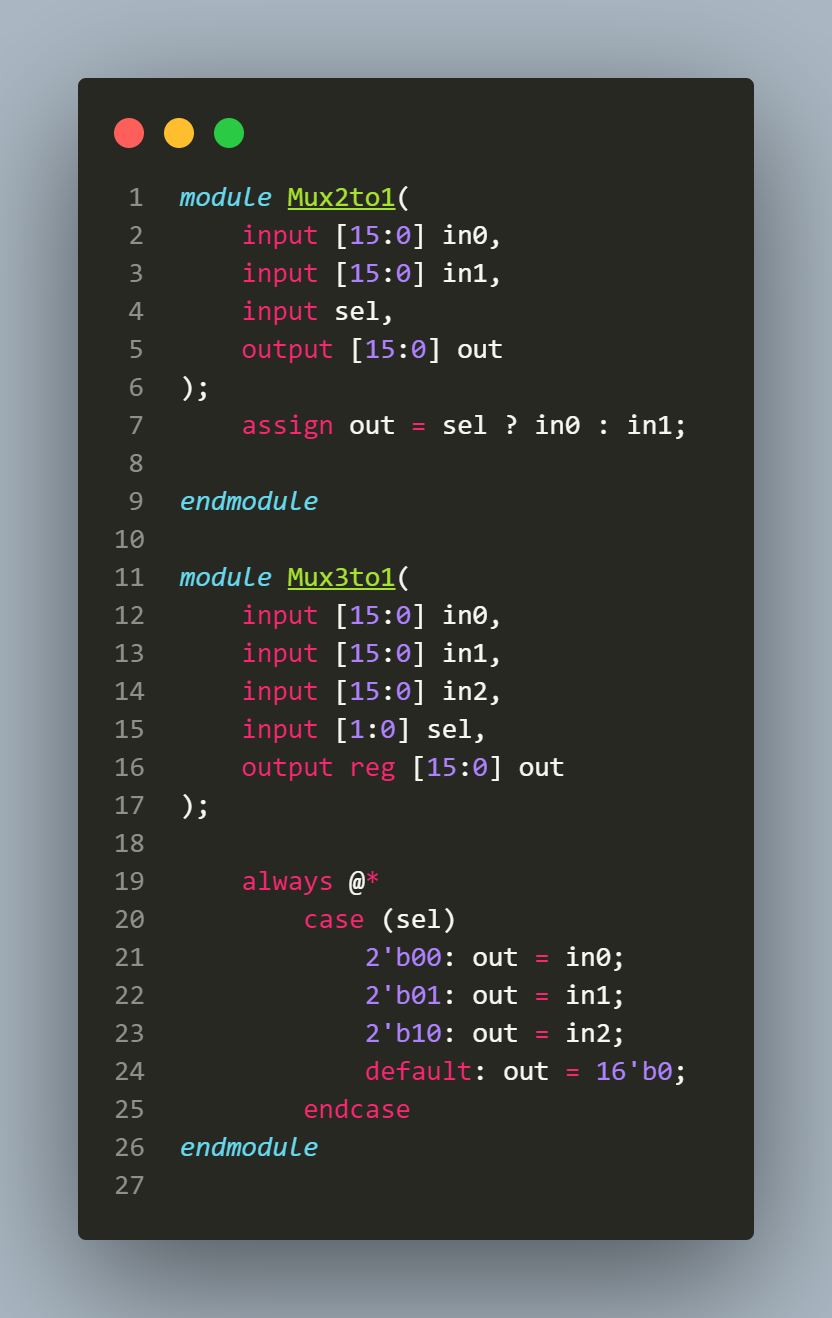 1 module Mux2to1(
2     input [15:0] in0,
3     input [15:0] in1,
4     input sel,
5     output [15:0] out
6 );
7     assign out = sel ? in0 : in1;
8
9 endmodule
10
11 module Mux3to1(
12     input [15:0] in0,
13     input [15:0] in1,
14     input [15:0] in2,
15     input [1:0] sel,
16     output reg [15:0] out
17 );
18
19     always @*
20         case (sel)
21             2'b00: out = in0;
22             2'b01: out = in1;
23             2'b10: out = in2;
24             default: out = 16'b0;
25         endcase
26 endmodule
27